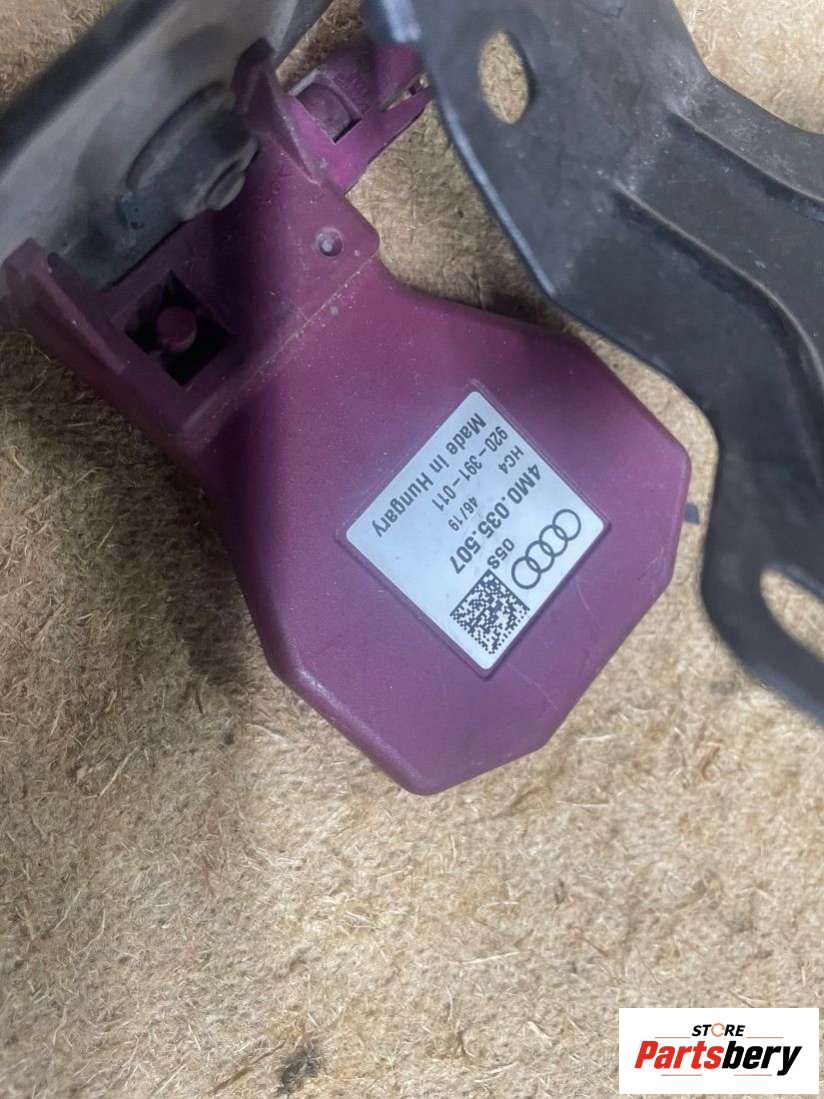 4M0.035.507
05S
HC4
46/19
920-391-011
Made in Hungary
STORE
Partsbery